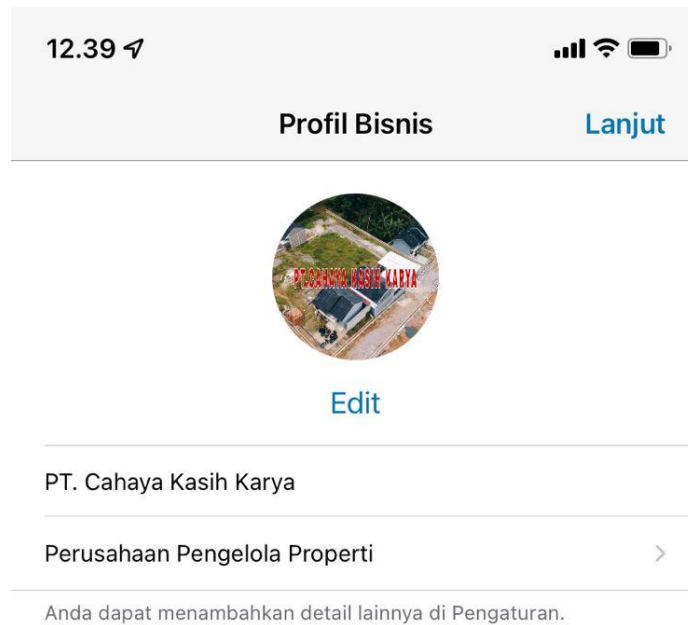 12.39
Profil Bisnis
Lanjut
PT.CAHAYA KASIH KARYA
Edit
PT. Cahaya Kasih Karya
Perusahaan Pengelola Properti
Anda dapat menambahkan detail lainnya di Pengaturan.